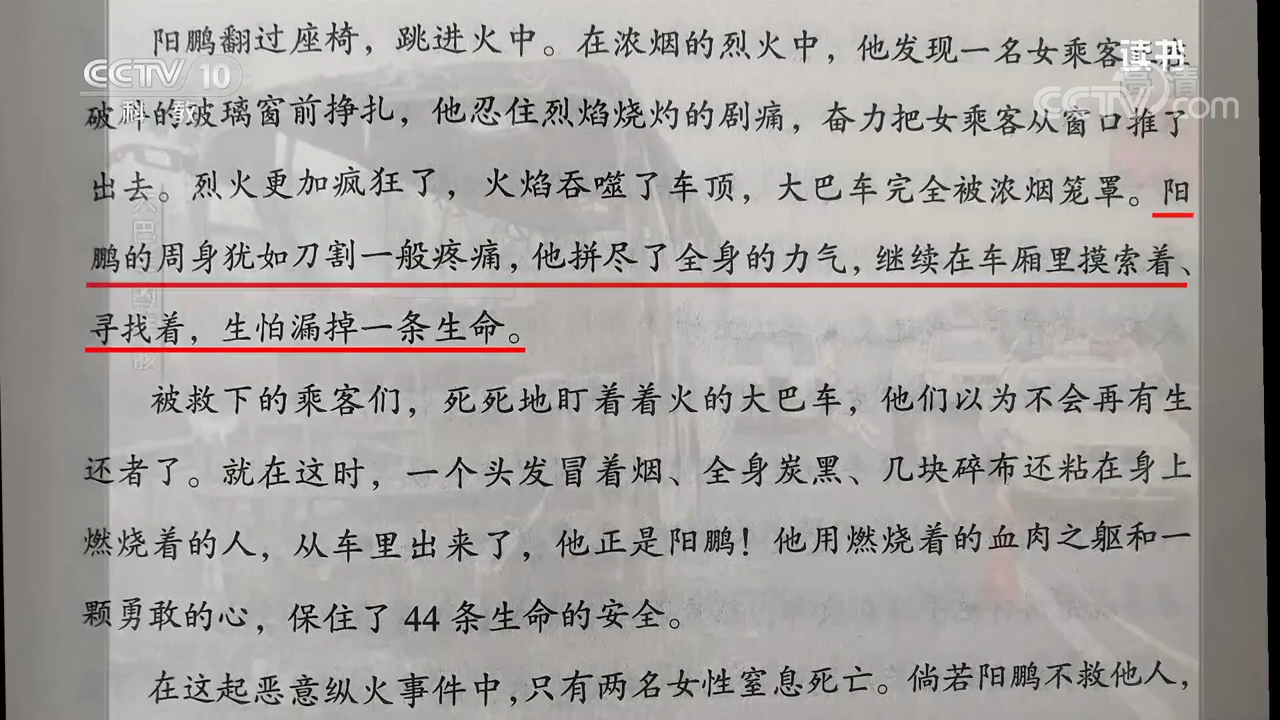 阳鹏翻过座椅，跳进火中。在浓烟的烈火中，他发现一名女乘客
破碎的玻璃窗前挣扎，他忍住烈焰烧灼的剧痛，奋力把女乘客从窗口推了
出去。烈火更加疯狂了，火焰吞噬了车顶，大巴车完全被浓烟笼罩。阳
鹏的周身犹如刀割一般疼痛，他拼尽了全身的力气，继续在车厢里摸索着、
寻找着，生怕漏掉一条生命。
被救下的乘客们，死死地盯着着火的大巴车，他们以为不会再有生
还者了。就在这时，一个头发冒着烟、全身炭黑、几块碎布还粘在身上
燃烧着的人，从车里出来了，他正是阳鹏！他用燃烧着的血肉之躯和一
颗勇敢的心，保住了 44 条生命的安全。
在这起恶意纵火事件中，只有两名女性窒息死亡。倘若阳鹏不救他人，
CCTV 10
科教
读书
高清
CCTV.com